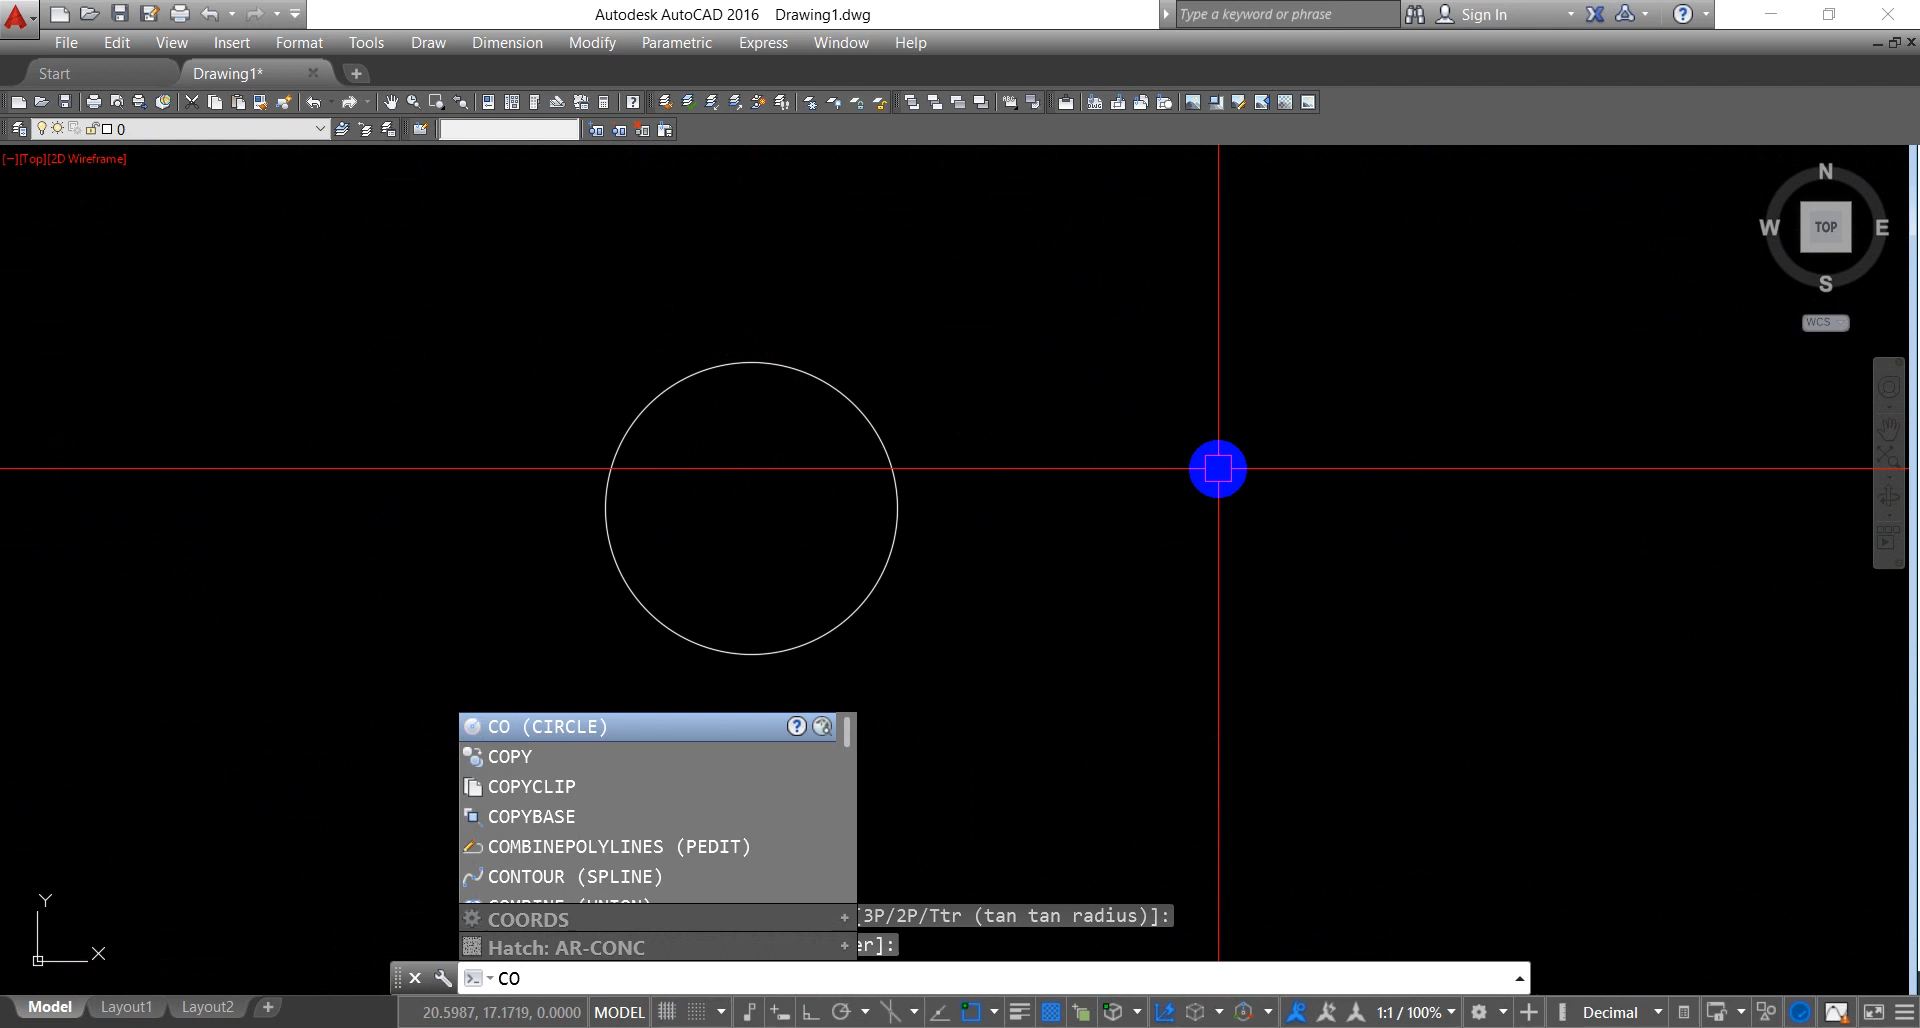 Autodesk AutoCAD 2016 Drawing1.dwg
Type a keyword or phrase
Sign In
File Edit View Insert Format Tools Draw Dimension Modify Parametric Express Window Help
Start
Drawing1*
0
[−][Top][2D Wireframe]
N
W TOP E
S
WCS
CO (CIRCLE)
COPY
COPYCLIP
COPYBASE
COMBINEPOLYLINES (PEDIT)
CONTOUR (SPLINE)
COORDS
[3P/2P/Ttr (tan tan radius)]:
Hatch: AR-CONC
er]:
Y
X
CO
Model Layout1 Layout2
20.5987, 17.1719, 0.0000 MODEL
1:1 / 100%
Decimal